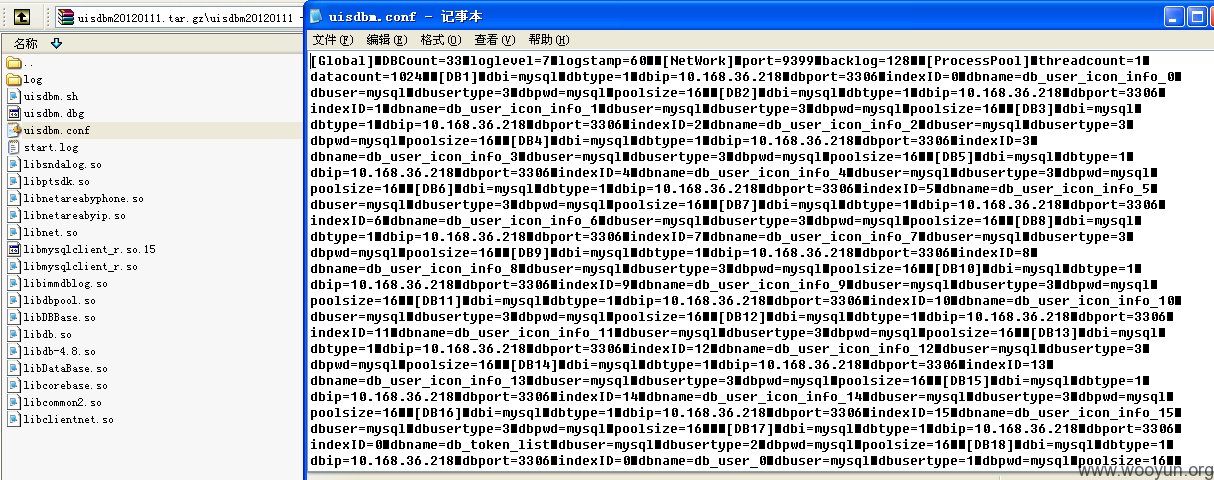 uisdbm20120111.tar.gz\uisdbm20120111
名称
..
log
uisdbm.sh
uisdbm.dbg
uisdbm.conf
start.log
libsndalog.so
libptsdk.so
libnetareabyphone.so
libnetareabyip.so
libnet.so
libmysqlclient_r.so.15
libmysqlclient_r.so
libimmdblog.so
libdbpool.so
libDBBase.so
libdb.so
libdb-4.8.so
libDataBase.so
libcorebase.so
libcommon2.so
libclientnet.so
uisdbm.conf - 记事本
文件(F) 编辑(E) 格式(O) 查看(V) 帮助(H)
[Global]■DBCount=33■loglevel=7■logstamp=60■■[NetWork]■port=9399■backlog=128■■[ProcessPool]■threadcount=1■
datacount=1024■■[DB1]■dbi=mysql■dbtype=1■dbip=10.168.36.218■dbport=3306■indexID=0■dbname=db_user_icon_info_0■
dbuser=mysql■dbusertype=3■dbpwd=mysql■poolsize=16■■[DB2]■dbi=mysql■dbtype=1■dbip=10.168.36.218■dbport=3306■
indexID=1■dbname=db_user_icon_info_1■dbuser=mysql■dbusertype=3■dbpwd=mysql■poolsize=16■■[DB3]■dbi=mysql■
dbtype=1■dbip=10.168.36.218■dbport=3306■indexID=2■dbname=db_user_icon_info_2■dbuser=mysql■dbusertype=3■
dbpwd=mysql■poolsize=16■■[DB4]■dbi=mysql■dbtype=1■dbip=10.168.36.218■dbport=3306■indexID=3■
dbname=db_user_icon_info_3■dbuser=mysql■dbusertype=3■dbpwd=mysql■poolsize=16■■[DB5]■dbi=mysql■dbtype=1■
dbip=10.168.36.218■dbport=3306■indexID=4■dbname=db_user_icon_info_4■dbuser=mysql■dbusertype=3■dbpwd=mysql■
poolsize=16■■[DB6]■dbi=mysql■dbtype=1■dbip=10.168.36.218■dbport=3306■indexID=5■dbname=db_user_icon_info_5■
dbuser=mysql■dbusertype=3■dbpwd=mysql■poolsize=16■■[DB7]■dbi=mysql■dbtype=1■dbip=10.168.36.218■dbport=3306■
indexID=6■dbname=db_user_icon_info_6■dbuser=mysql■dbusertype=3■dbpwd=mysql■poolsize=16■■[DB8]■dbi=mysql■
dbtype=1■dbip=10.168.36.218■dbport=3306■indexID=7■dbname=db_user_icon_info_7■dbuser=mysql■dbusertype=3■
dbpwd=mysql■poolsize=16■■[DB9]■dbi=mysql■dbtype=1■dbip=10.168.36.218■dbport=3306■indexID=8■
dbname=db_user_icon_info_8■dbuser=mysql■dbusertype=3■dbpwd=mysql■poolsize=16■■[DB10]■dbi=mysql■dbtype=1■
dbip=10.168.36.218■dbport=3306■indexID=9■dbname=db_user_icon_info_9■dbuser=mysql■dbusertype=3■dbpwd=mysql■
poolsize=16■■[DB11]■dbi=mysql■dbtype=1■dbip=10.168.36.218■dbport=3306■indexID=10■dbname=db_user_icon_info_10■
dbuser=mysql■dbusertype=3■dbpwd=mysql■poolsize=16■■[DB12]■dbi=mysql■dbtype=1■dbip=10.168.36.218■dbport=3306■
indexID=11■dbname=db_user_icon_info_11■dbuser=mysql■dbusertype=3■dbpwd=mysql■poolsize=16■■[DB13]■dbi=mysql■
dbtype=1■dbip=10.168.36.218■dbport=3306■indexID=12■dbname=db_user_icon_info_12■dbuser=mysql■dbusertype=3■
dbpwd=mysql■poolsize=16■■[DB14]■dbi=mysql■dbtype=1■dbip=10.168.36.218■dbport=3306■indexID=13■
dbname=db_user_icon_info_13■dbuser=mysql■dbusertype=3■dbpwd=mysql■poolsize=16■■[DB15]■dbi=mysql■dbtype=1■
dbip=10.168.36.218■dbport=3306■indexID=14■dbname=db_user_icon_info_14■dbuser=mysql■dbusertype=3■dbpwd=mysql■
poolsize=16■■[DB16]■dbi=mysql■dbtype=1■dbip=10.168.36.218■dbport=3306■indexID=15■dbname=db_user_icon_info_15■
dbuser=mysql■dbusertype=3■dbpwd=mysql■poolsize=16■■[DB17]■dbi=mysql■dbtype=1■dbip=10.168.36.218■dbport=3306■
indexID=0■dbname=db_token_list■dbuser=mysql■dbusertype=2■dbpwd=mysql■poolsize=16■■[DB18]■dbi=mysql■dbtype=1■
dbip=10.168.36.218■dbport=3306■indexID=0■dbname=db_user_0■dbuser=mysql■dbusertype=1■dbpwd=mysql■poolsize=16■■
www.wooyun.org